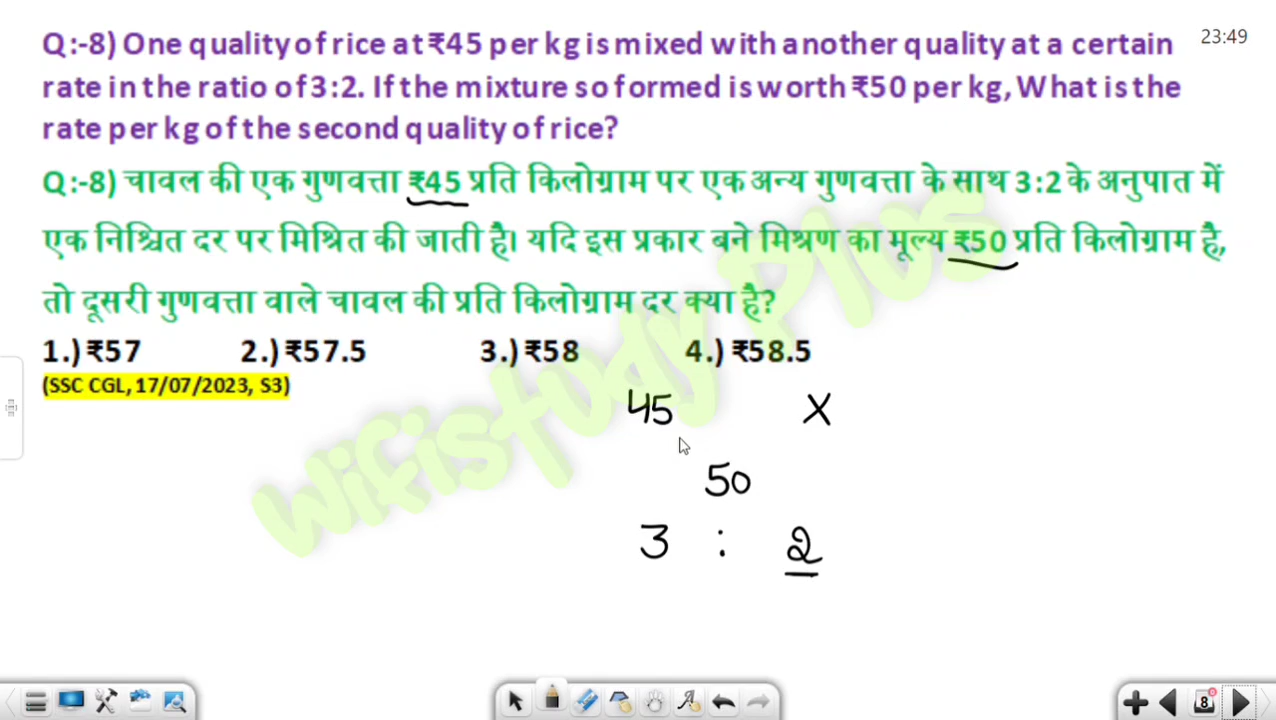 23:49
Q:-8) One quality of rice at ₹45 per kg is mixed with another quality at a certain
rate in the ratio of 3:2. If the mixture so formed is worth ₹50 per kg, What is the
rate per kg of the second quality of rice?
Q:-8) चावल की एक गुणवत्ता ₹45 प्रति किलोग्राम पर एक अन्य गुणवत्ता के साथ 3:2 के अनुपात में
एक निश्चित दर पर मिश्रित की जाती है। यदि इस प्रकार बने मिश्रण का मूल्य ₹50 प्रति किलोग्राम है,
तो दूसरी गुणवत्ता वाले चावल की प्रति किलोग्राम दर क्या है?
1.) ₹57 2.) ₹57.5 3.) ₹58 4.) ₹58.5
(SSC CGL, 17/07/2023, S3)
Wifistudy Plus
45 x
50
3 : 2
8